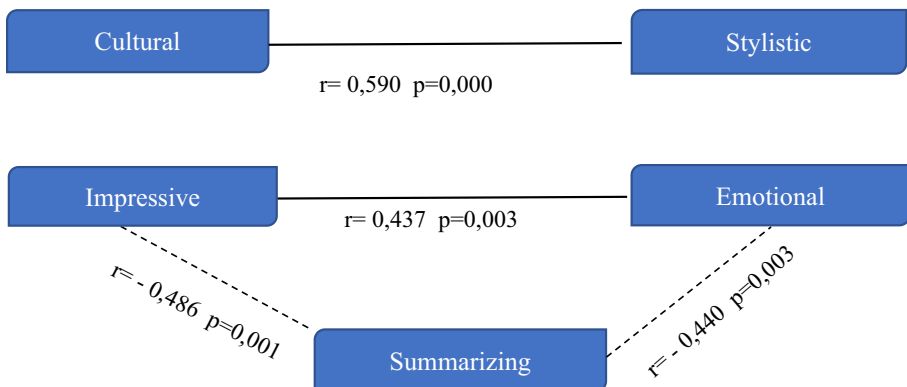 Cultural
Stylistic
r= 0,590 p=0,000
Impressive
Emotional
r= 0,437 p=0,003
r= - 0,486 p=0,001
r= - 0,440 p=0,003
Summarizing